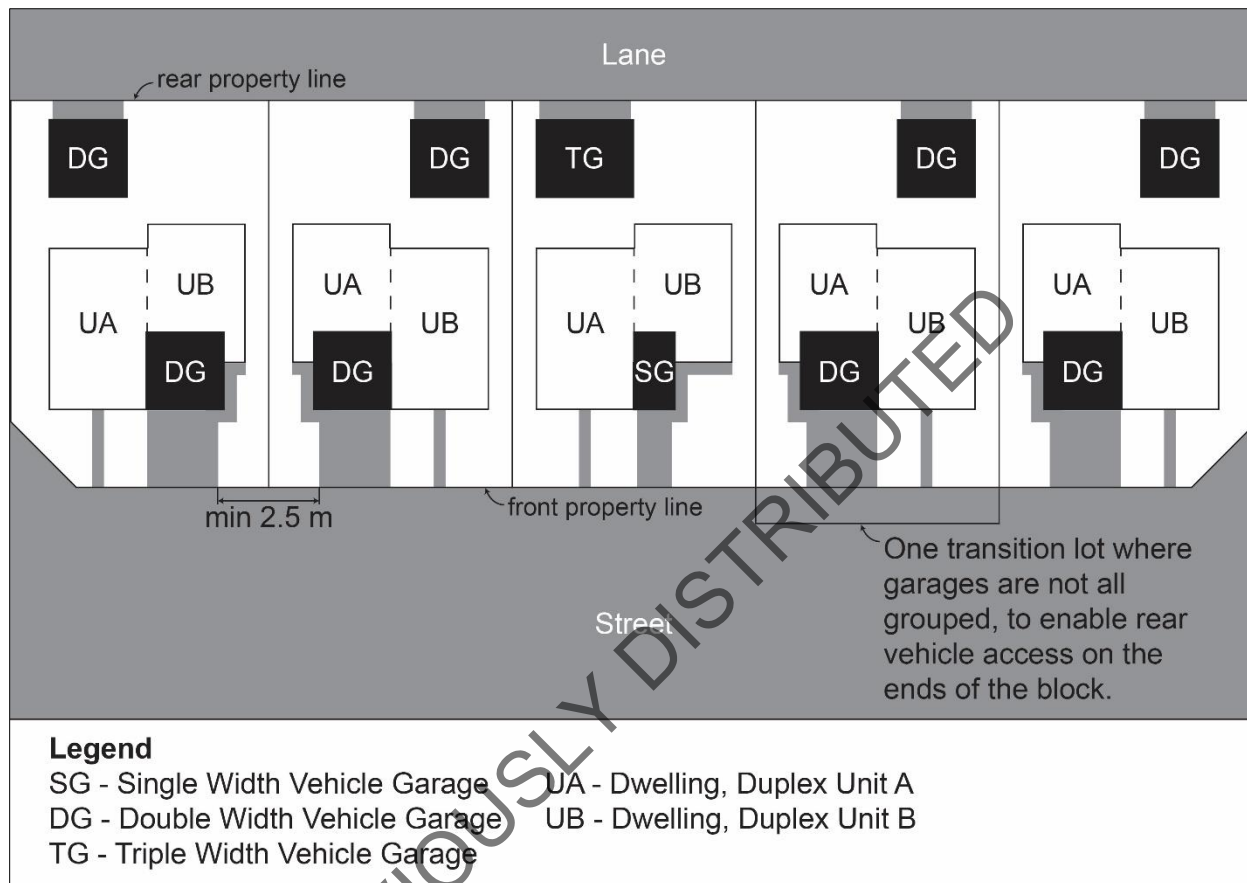 Lane
rear property line
DG
DG
TG
DG
DG
UA
UB
DG
UA
UB
DG
UA
UB
SG
UA
UB
DG
UA
UB
DG
min 2.5 m
front property line
One transition lot where
garages are not all
grouped, to enable rear
vehicle access on the
ends of the block.
Street
IOUSLY DISTRIBUTED
Legend
SG - Single Width Vehicle Garage
DG - Double Width Vehicle Garage
TG - Triple Width Vehicle Garage
UA - Dwelling, Duplex Unit A
UB - Dwelling, Duplex Unit B